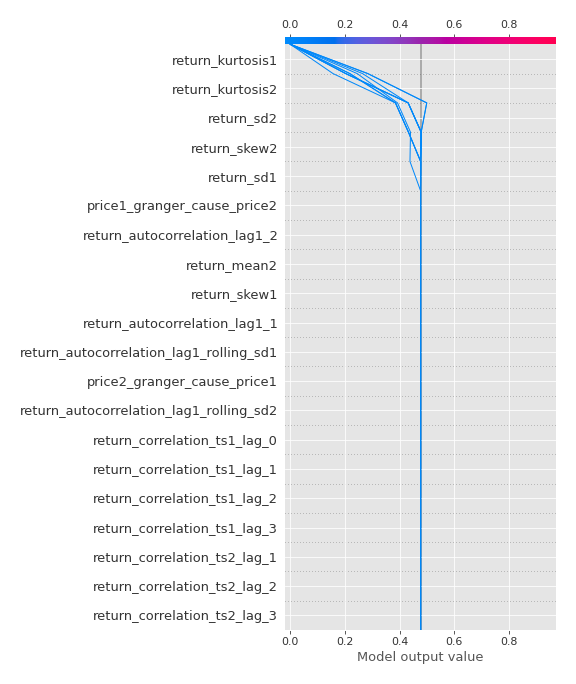 0.0 0.2 0.4 0.6 0.8
return_kurtosis1
return_kurtosis2
return_sd2
return_skew2
return_sd1
price1_granger_cause_price2
return_autocorrelation_lag1_2
return_mean2
return_skew1
return_autocorrelation_lag1_1
return_autocorrelation_lag1_rolling_sd1
price2_granger_cause_price1
return_autocorrelation_lag1_rolling_sd2
return_correlation_ts1_lag_0
return_correlation_ts1_lag_1
return_correlation_ts1_lag_2
return_correlation_ts1_lag_3
return_correlation_ts2_lag_1
return_correlation_ts2_lag_2
return_correlation_ts2_lag_3
0.0 0.2 0.4 0.6 0.8
Model output value